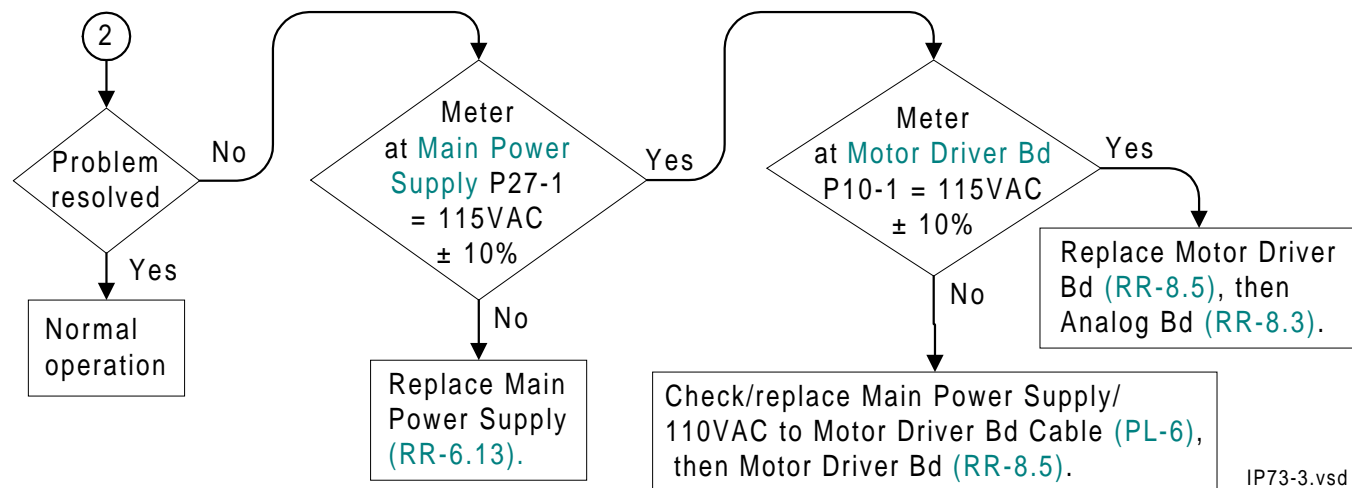 2
Problem
resolved
No
Yes
Normal
operation
Meter
at Main Power
Supply P27-1
= 115VAC
± 10%
Yes
No
Replace Main
Power Supply
(RR-6.13).
Meter
at Motor Driver Bd
P10-1 = 115VAC
± 10%
Yes
Replace Motor Driver
Bd (RR-8.5), then
Analog Bd (RR-8.3).
No
Check/replace Main Power Supply/
110VAC to Motor Driver Bd Cable (PL-6),
then Motor Driver Bd (RR-8.5).
IP73-3.vsd